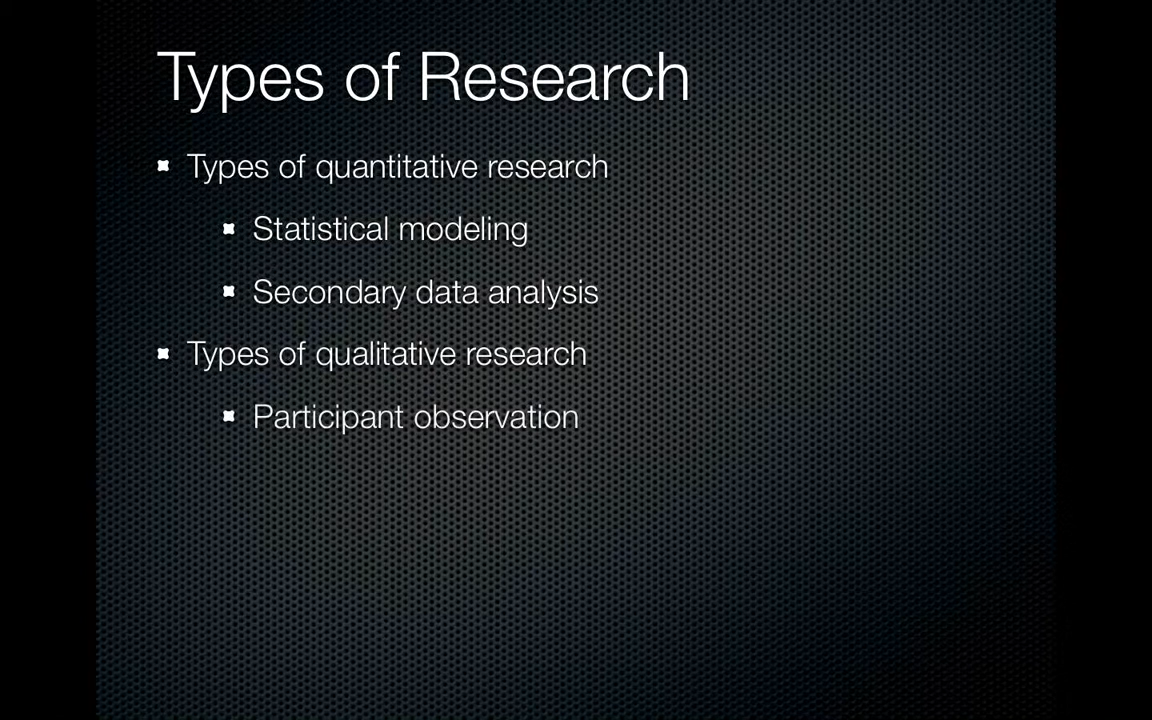 Types of Research
Types of quantitative research
Statistical modeling
Secondary data analysis
Types of qualitative research
Participant observation